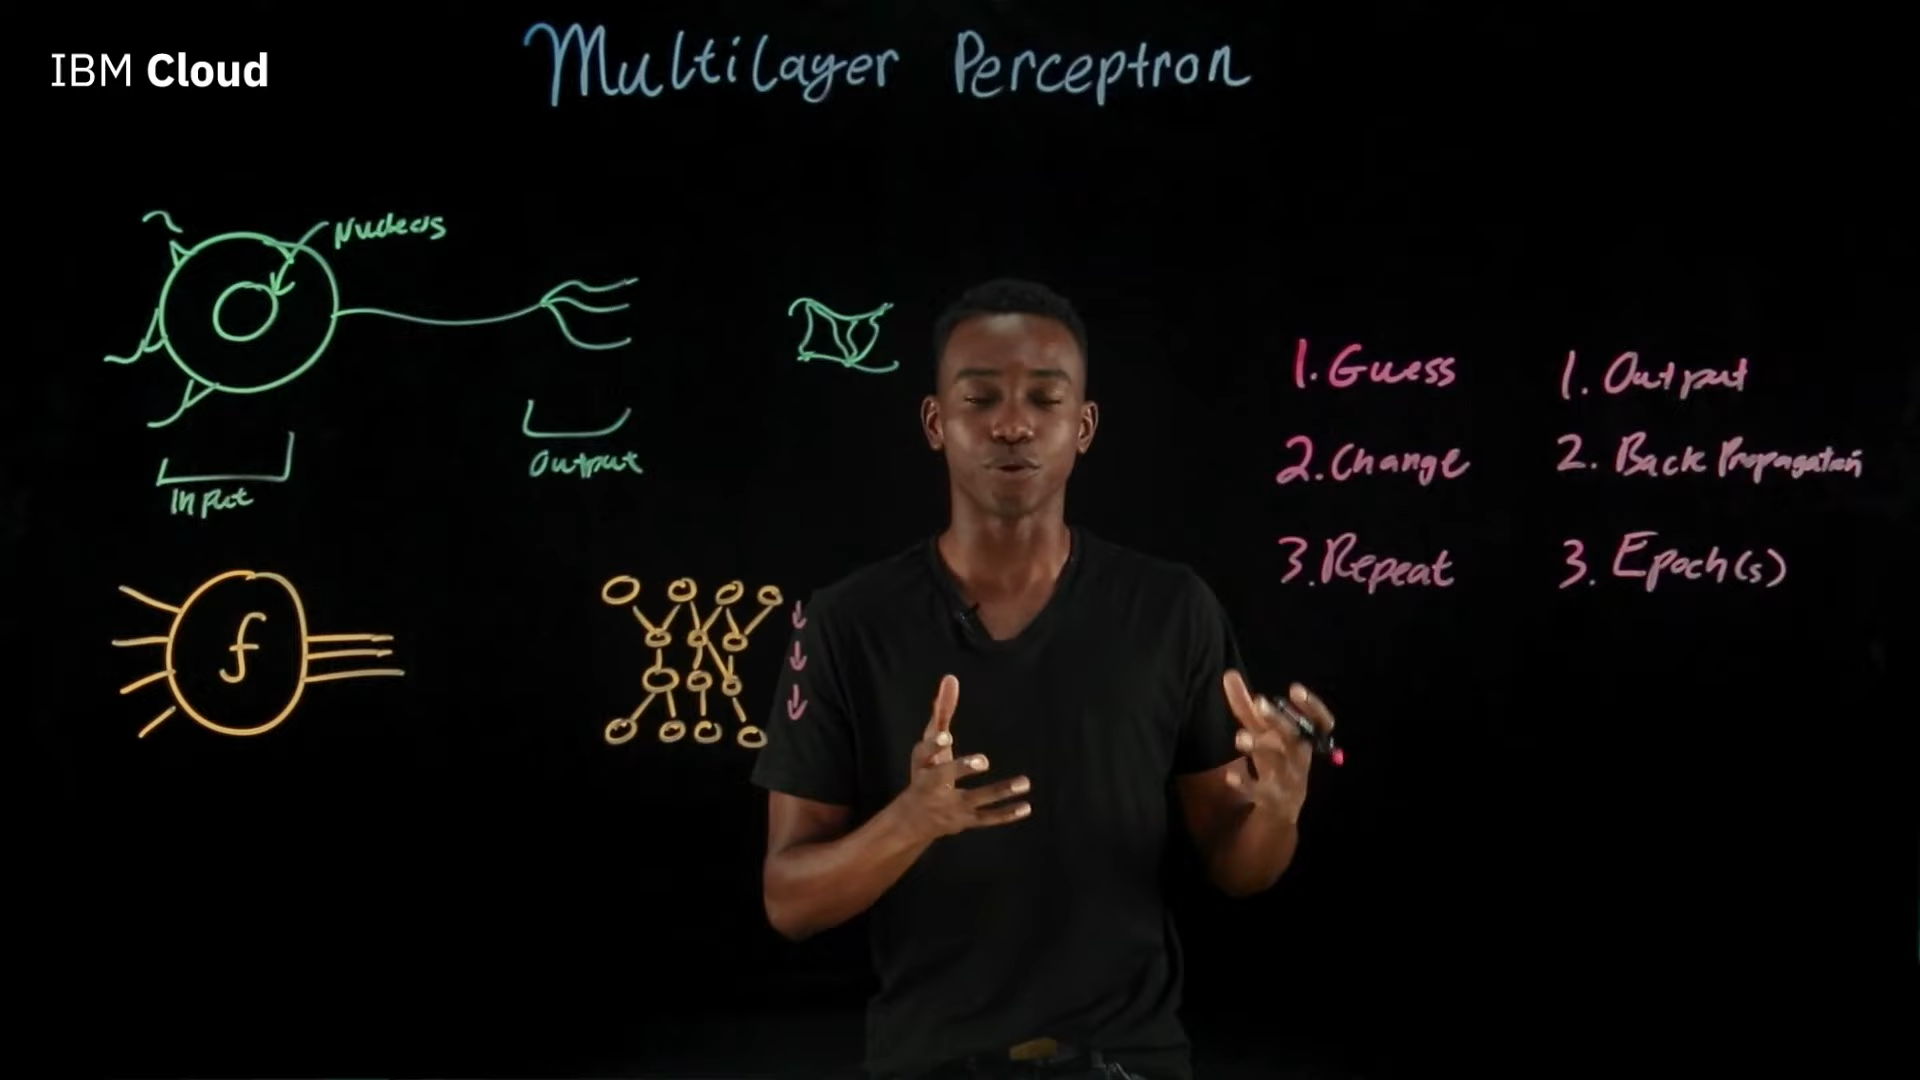 IBM Cloud
Multilayer Perceptron
Nucleus
Input
Output
f
1. Guess
2. Change
3. Repeat
1. Output
2. Back Propagation
3. Epoch(s)